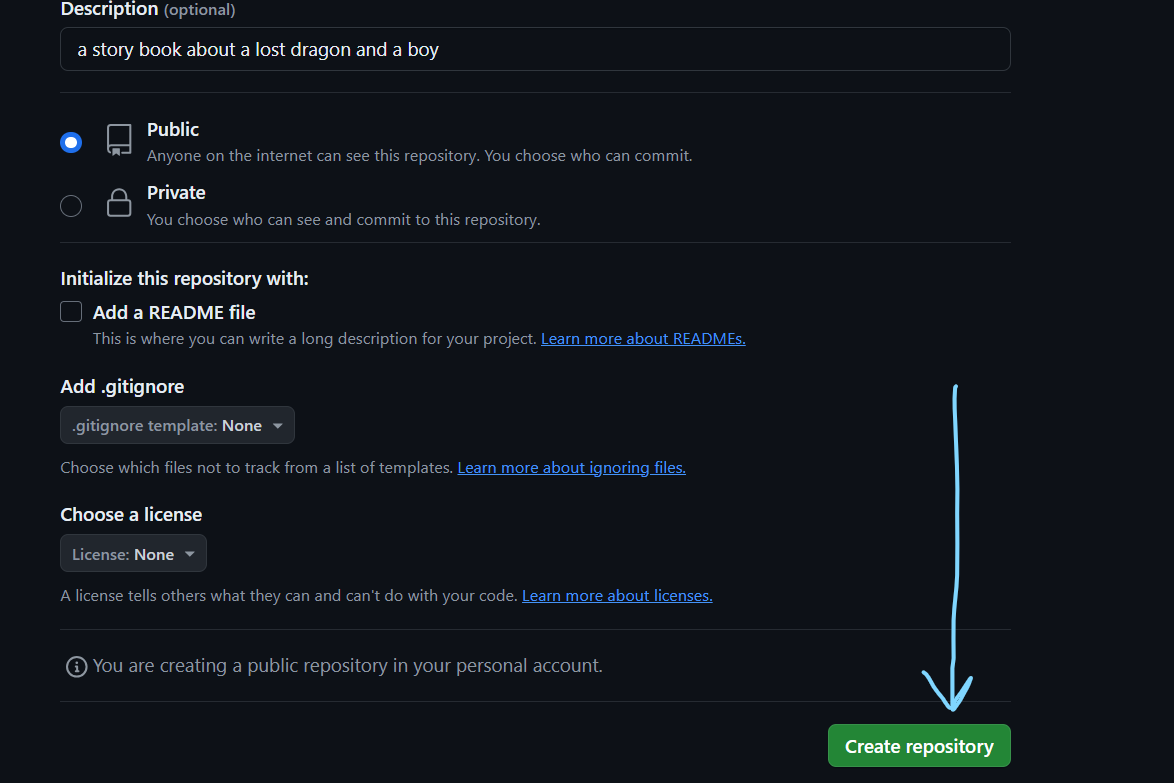 Description (optional)
a story book about a lost dragon and a boy
Public
Anyone on the internet can see this repository. You choose who can commit.
Private
You choose who can see and commit to this repository.
Initialize this repository with:
Add a README file
This is where you can write a long description for your project. Learn more about READMEs.
Add .gitignore
.gitignore template: None
Choose which files not to track from a list of templates. Learn more about ignoring files.
Choose a license
License: None
A license tells others what they can and can't do with your code. Learn more about licenses.
You are creating a public repository in your personal account.
Create repository